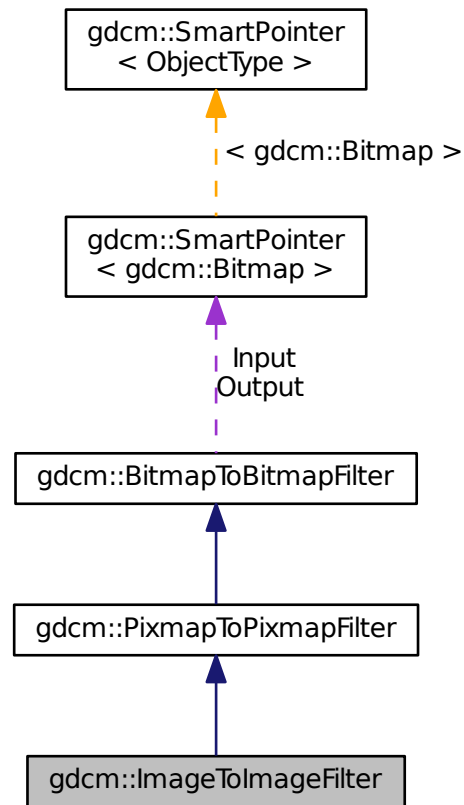 gdcm::SmartPointer
< ObjectType >
< gdcm::Bitmap >
gdcm::SmartPointer
< gdcm::Bitmap >
Input
Output
gdcm::BitmapToBitmapFilter
gdcm::PixmapToPixmapFilter
gdcm::ImageToImageFilter